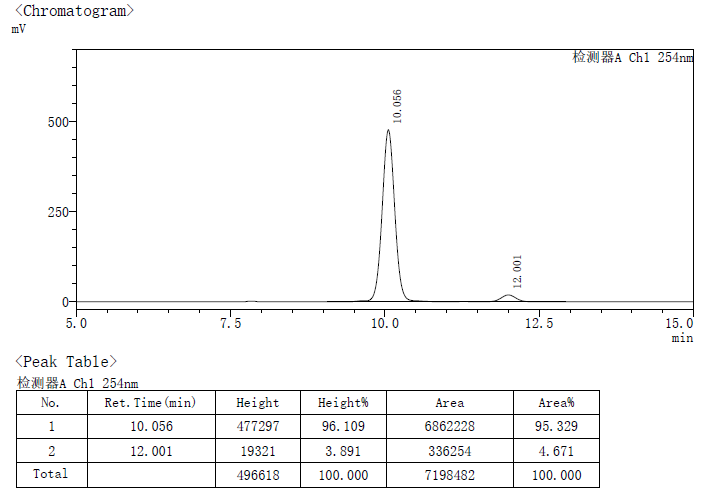 <Chromatogram>
mV
检测器A Ch1 254nm
10.056
12.001
500
250
0
5.0 7.5 10.0 12.5 15.0
min
<Peak Table>
检测器A Ch1 254nm
No. Ret.Time(min) Height Height% Area Area%
1 10.056 477297 96.109 6862228 95.329
2 12.001 19321 3.891 336254 4.671
Total 496618 100.000 7198482 100.000